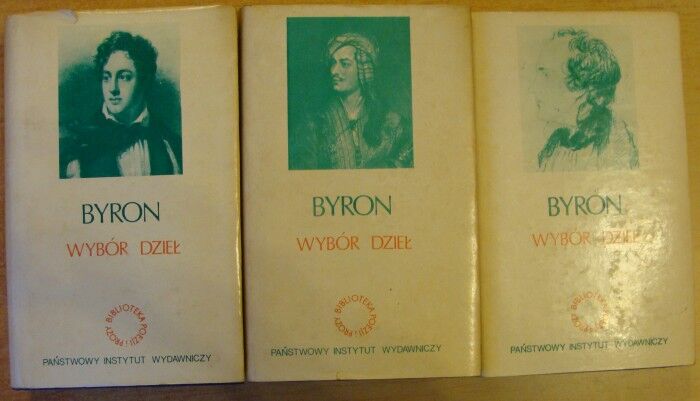 BYRON
WYBÓR DZIEŁ
BIBLIOTEKA POEZJI i PROZY
PAŃSTWOWY INSTYTUT WYDAWNICZY
BYRON
WYBÓR DZIEŁ
BIBLIOTEKA POEZJI i PROZY
PAŃSTWOWY INSTYTUT WYDAWNICZY
BYRON
WYBÓR DZIEŁ
BIBLIOTEKA POEZJI i PROZY
PAŃSTWOWY INSTYTUT WYDAWNICZY